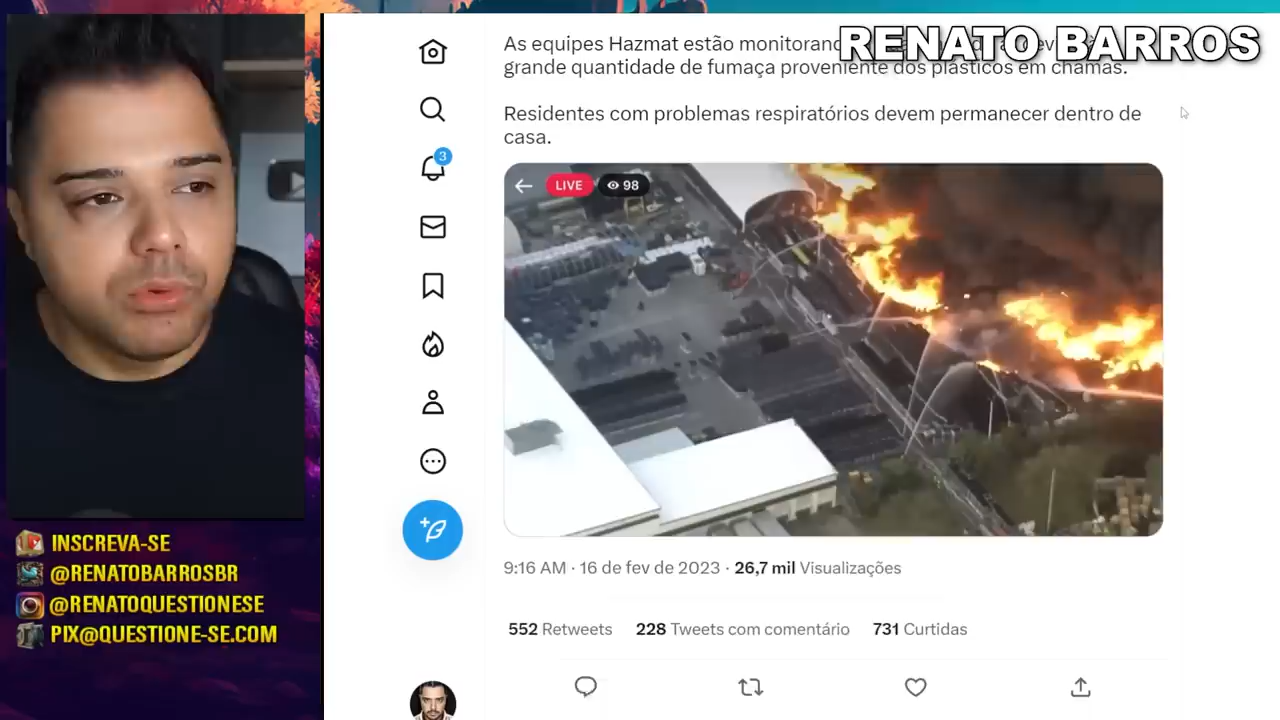 RENATO BARROS
As equipes Hazmat estão monitorando
grande quantidade de fumaça proveniente dos plásticos em chamas.
Residentes com problemas respiratórios devem permanecer dentro de
casa.
3
LIVE 98
9:16 AM · 16 de fev de 2023 · 26,7 mil Visualizações
552 Retweets 228 Tweets com comentário 731 Curtidas
INSCREVA-SE
@RENATOBARROSBR
@RENATOQUESTIONESE
PIX@QUESTIONE-SE.COM